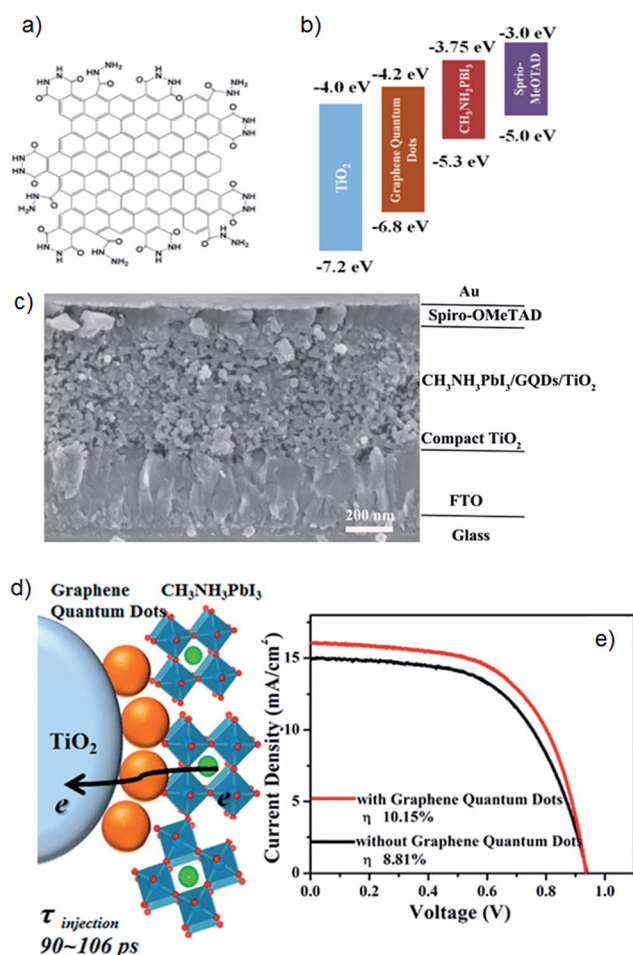 a)
b)
-3.0 eV
-3.75 eV
-4.2 eV
-4.0 eV
TiO₂
Graphene Quantum
Dots
CH₃NH₃PBI₃
Sprio-
MeOTAD
-5.0 eV
-5.3 eV
-6.8 eV
-7.2 eV
c)
Au
Spiro-OMeTAD
CH₃NH₃PbI₃/GQDs/TiO₂
Compact TiO₂
FTO
Glass
200 nm
d)
Graphene
Quantum Dots
CH₃NH₃PbI₃
TiO₂
e
e
τ injection
90~106 ps
e)
Current Density (mA/cm²)
15
10
5
0
with Graphene Quantum Dots
η 10.15%
without Graphene Quantum Dots
η 8.81%
0.0 0.2 0.4 0.6 0.8 1.0
Voltage (V)